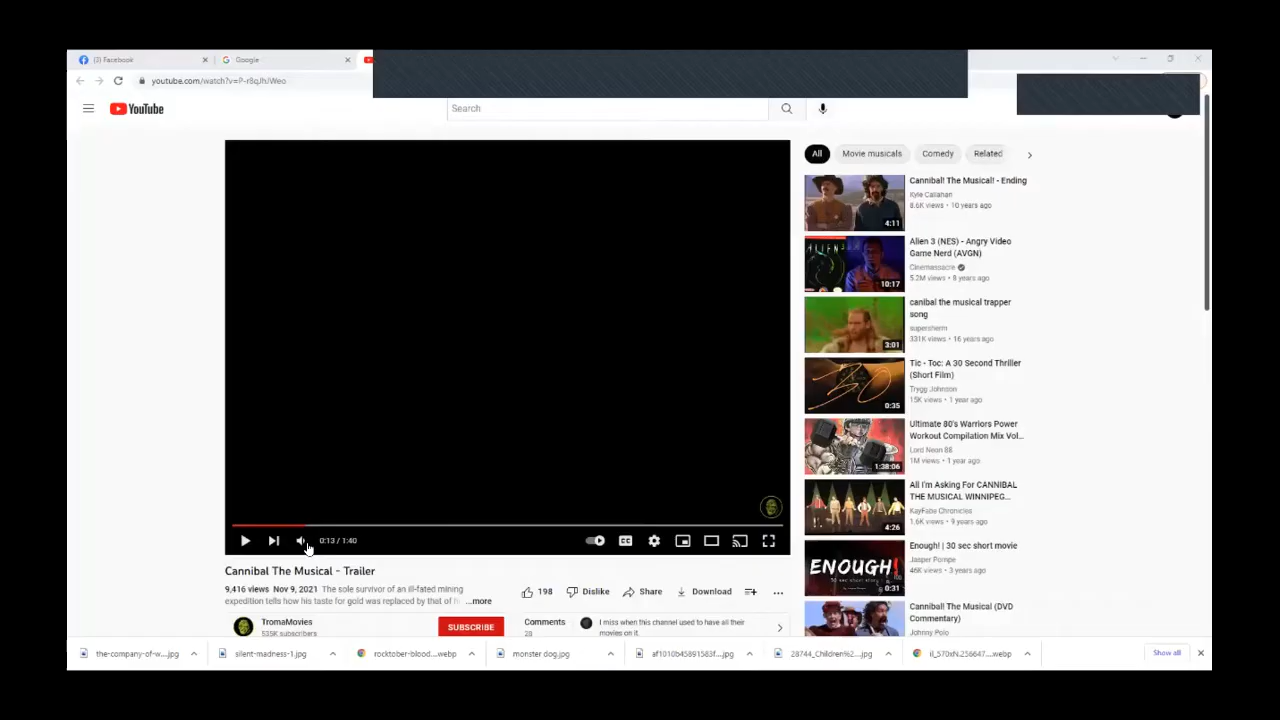 (2) Facebook
Google
youtube.com/watch?v=P-r8qJh/Weo
YouTube
Search
All
Movie musicals
Comedy
Related
Cannibal! The Musical! - Ending
Kyle Callahan
8.6K views • 10 years ago
4:11
Alien 3 (NES) - Angry Video
Game Nerd (AVGN)
Cinemassacre
5.2M views • 8 years ago
10:17
canibal the musical trapper
song
superxherm
331K views • 16 years ago
3:01
Tic - Toc: A 30 Second Thriller
(Short Film)
Trygg Johnson
15K views • 1 year ago
0:35
Ultimate 80's Warriors Power
Workout Compilation Mix Vol...
Lord Neon 88
1M views • 1 year ago
1:38:06
All I'm Asking For CANNIBAL
THE MUSICAL WINNIPEG...
KayFabe Chronicles
1.6K views • 9 years ago
4:26
Enough! | 30 sec short movie
Jasper Pompe
46K views • 3 years ago
ENOUGH!
0:31
Cannibal! The Musical (DVD
Commentary)
Johnny Polo
0:13 / 1:40
CC
Cannibal The Musical - Trailer
9,416 views Nov 9, 2021 The sole survivor of an ill-fated mining
expedition tells how his taste for gold was replaced by that of
...more
198
Dislike
Share
Download
TromaMovies
535K subscribers
SUBSCRIBE
Comments
28
I miss when this channel used to have all their
movies on it.
the-company-of-w....jpg
silent-madness-1.jpg
rocktober-blood....webp
monster dog.jpg
af1010b45891583f....jpg
28744_Children%2....jpg
il_570xN.256647....webp
Show all